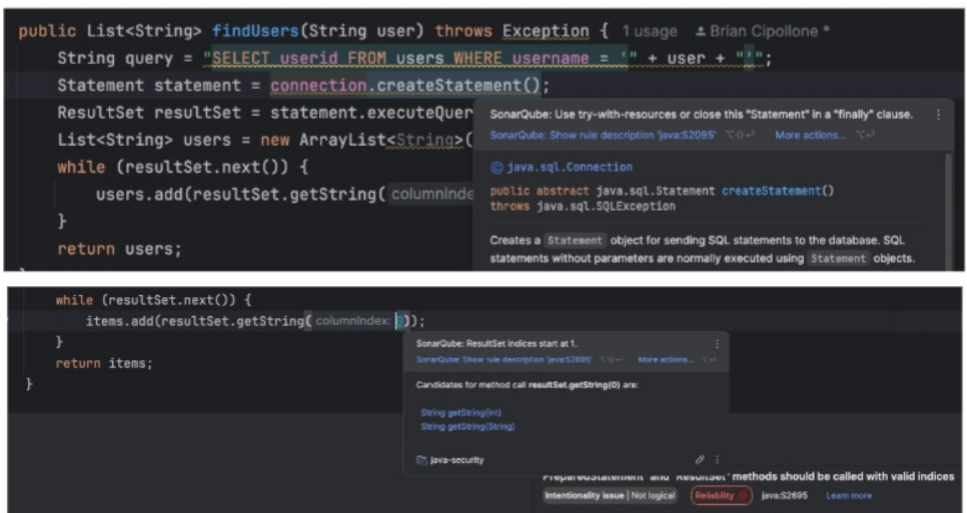 public List<String> findUsers(String user) throws Exception { 1 usage Brian Cipollone *
String query = "SELECT userid FROM users WHERE username = '" + user + "'";
Statement statement = connection.createStatement();
ResultSet resultSet = statement.executeQuer
SonarQube: Use try-with-resources or close this "Statement" in a "finally" clause.
SonarQube: Show rule description 'java:S2095' More actions...
List<String> users = new ArrayList<String>(
while (resultSet.next()) {
java.sql.Connection
users.add(resultSet.getString( columnInde
public abstract java.sql.Statement createStatement()
throws java.sql.SQLException
}
return users;
Creates a Statement object for sending SQL statements to the database. SQL
statements without parameters are normally executed using Statement objects.
while (resultSet.next()) {
items.add(resultSet.getString( columnIndex: 0));
}
return items;
}
SonarQube: ResultSet indices start at 1.
SonarQube: Show rule description 'java:S2695' More actions...
Candidates for method call resultSet.getString(0) are:
String getString(int)
String getString(String)
java-security
"PreparedStatement" and "ResultSet" methods should be called with valid indices
Intentionality issue | Not logical Reliability java:S2695 Learn more